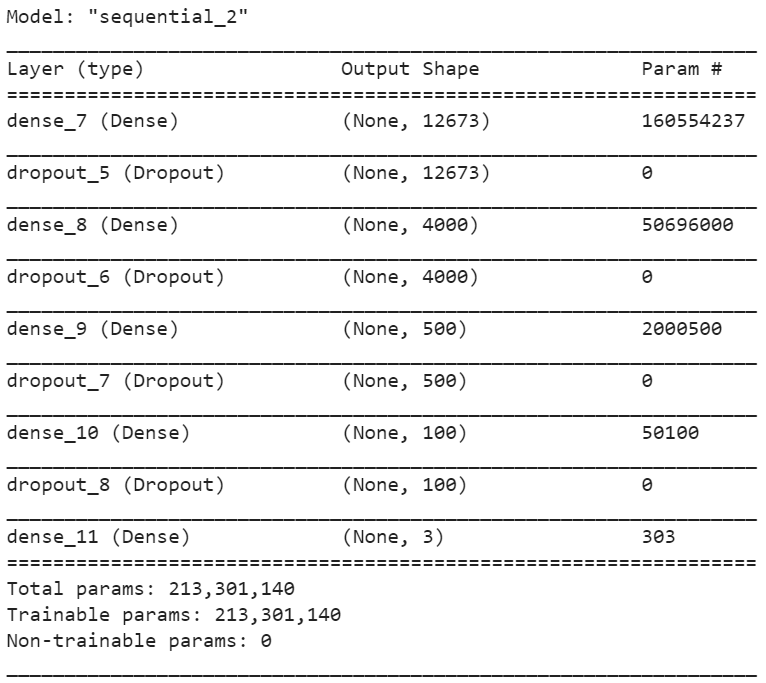 Model: "sequential_2"
Layer (type) Output Shape Param #
=================================================================
dense_7 (Dense) (None, 12673) 160554237
dropout_5 (Dropout) (None, 12673) 0
dense_8 (Dense) (None, 4000) 50696000
dropout_6 (Dropout) (None, 4000) 0
dense_9 (Dense) (None, 500) 2000500
dropout_7 (Dropout) (None, 500) 0
dense_10 (Dense) (None, 100) 50100
dropout_8 (Dropout) (None, 100) 0
dense_11 (Dense) (None, 3) 303
=================================================================
Total params: 213,301,140
Trainable params: 213,301,140
Non-trainable params: 0